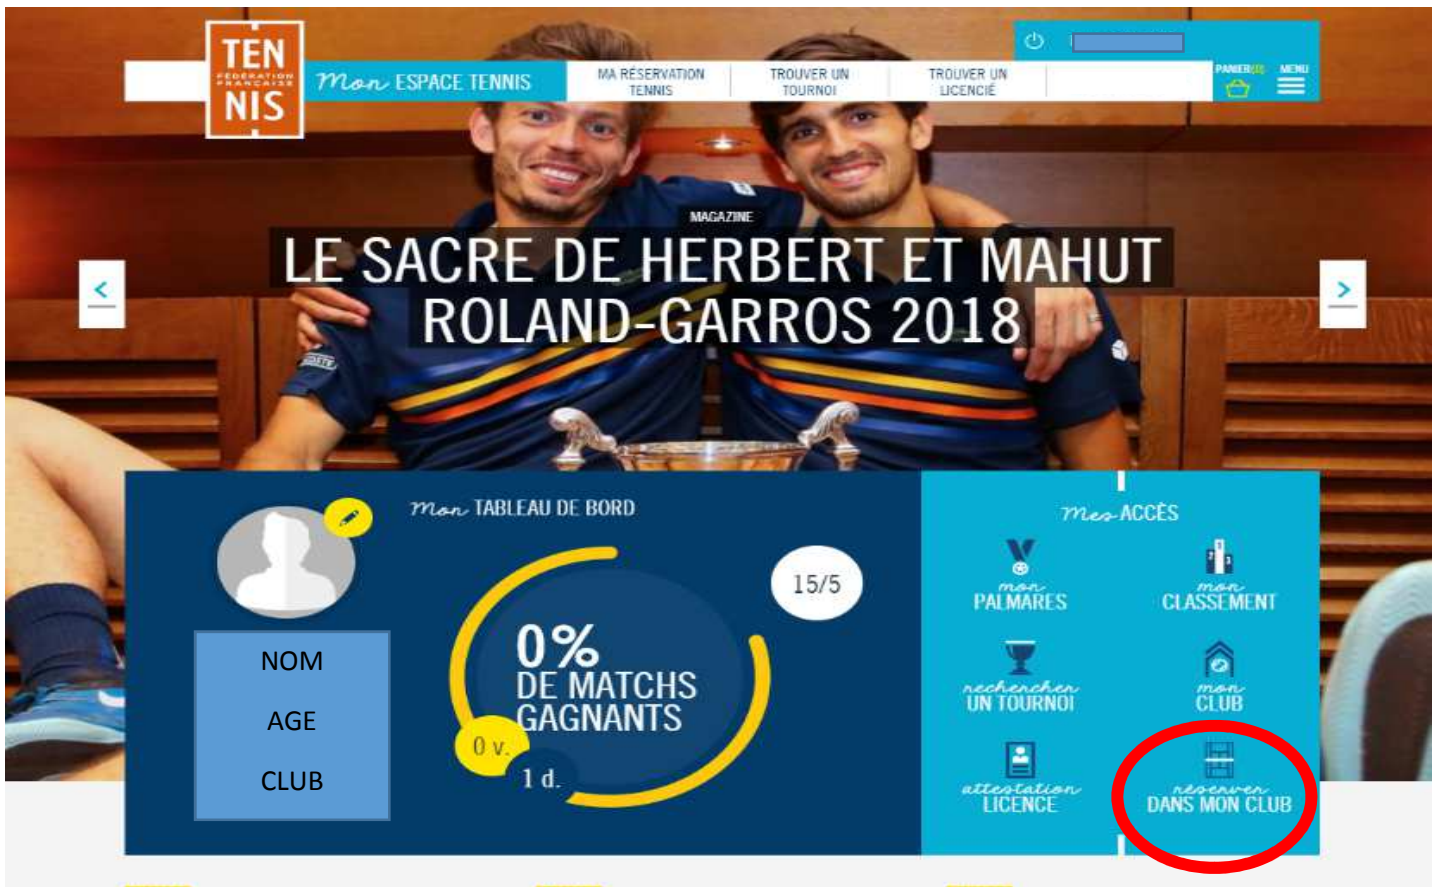 TEN
FÉDÉRATION
FRANÇAISE
NIS
mon ESPACE TENNIS
MA RÉSERVATION
TENNIS
TROUVER UN
TOURNOI
TROUVER UN
LICENCIÉ
PANIER(0)
MENU
MAGAZINE
LE SACRE DE HERBERT ET MAHUT
ROLAND-GARROS 2018
<
>
mon TABLEAU DE BORD
NOM
AGE
CLUB
15/5
0%
DE MATCHS
GAGNANTS
0 v.
1 d.
mes ACCÈS
mon
PALMARES
mon
CLASSEMENT
rechercher
UN TOURNOI
mon
CLUB
attestation
LICENCE
réserver
DANS MON CLUB